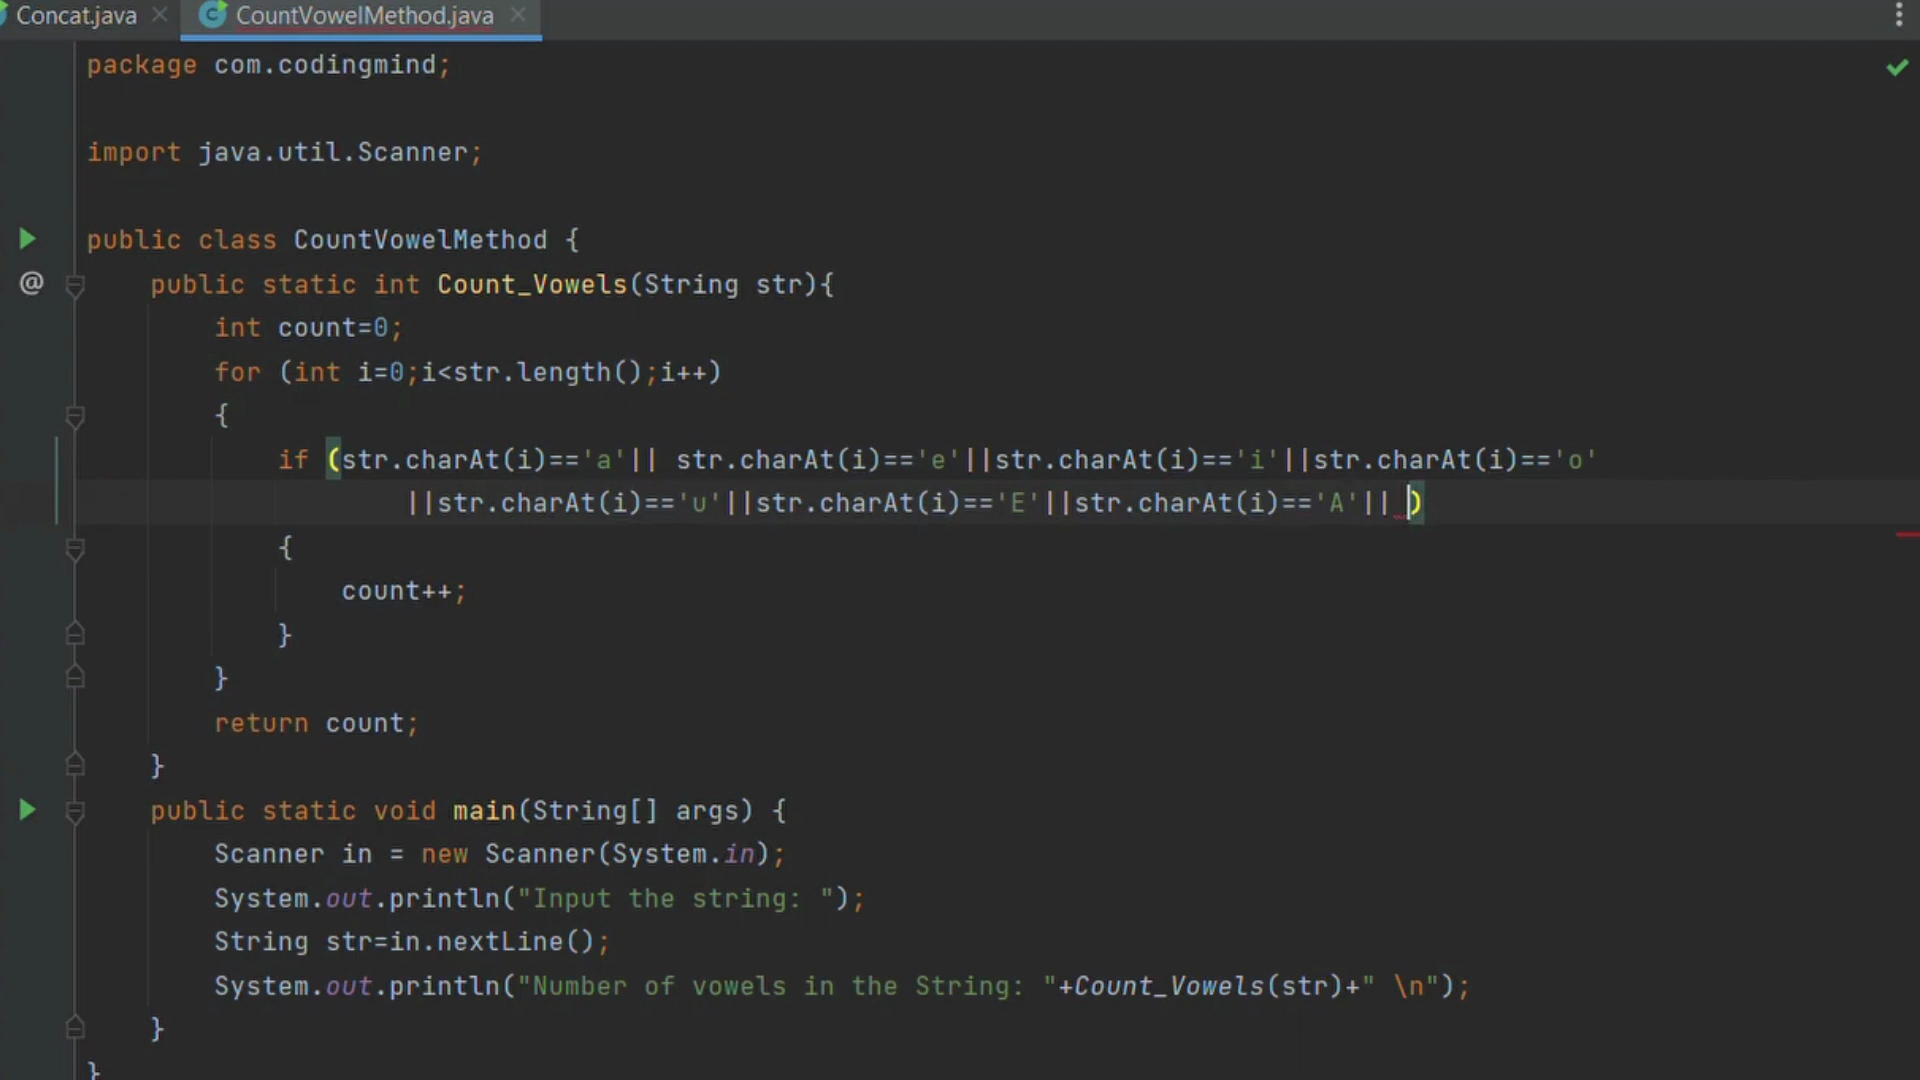 Concat.java
CountVowelMethod.java
package com.codingmind;
import java.util.Scanner;
public class CountVowelMethod {
@
public static int Count_Vowels(String str){
int count=0;
for (int i=0;i<str.length();i++)
{
if (str.charAt(i)=='a'|| str.charAt(i)=='e'||str.charAt(i)=='i'||str.charAt(i)=='o'
||str.charAt(i)=='u'||str.charAt(i)=='E'||str.charAt(i)=='A'|| )
{
count++;
}
}
return count;
}
public static void main(String[] args) {
Scanner in = new Scanner(System.in);
System.out.println("Input the string: ");
String str=in.nextLine();
System.out.println("Number of vowels in the String: "+Count_Vowels(str)+" \n");
}
}